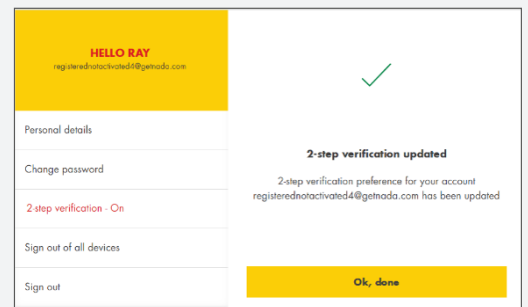 HELLO RAY
registerednotactivated4@getnada.com
Personal details
Change password
2-step verification - On
Sign out of all devices
Sign out
2-step verification updated
2-step verification preference for your account
registerednotactivated4@getnada.com has been updated
Ok, done